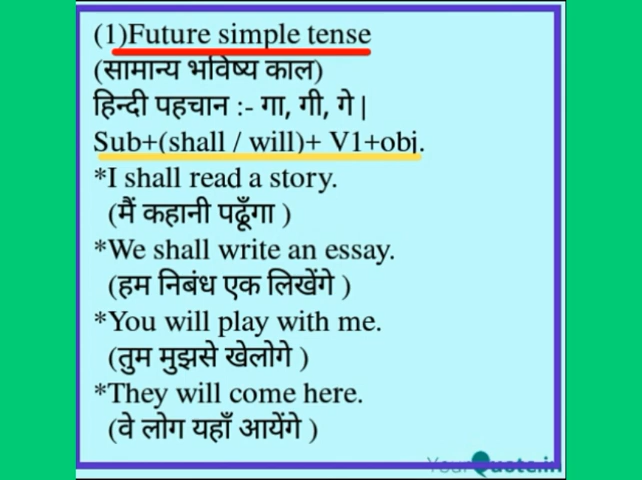 (1)Future simple tense
(सामान्य भविष्य काल)
हिन्दी पहचान :- गा, गी, गे |
Sub+(shall / will)+ V1+obj.
*I shall read a story.
(मैं कहानी पढूँगा )
*We shall write an essay.
(हम निबंध एक लिखेंगे )
*You will play with me.
(तुम मुझसे खेलोगे )
*They will come here.
(वे लोग यहाँ आयेंगे )
YourQuote.in